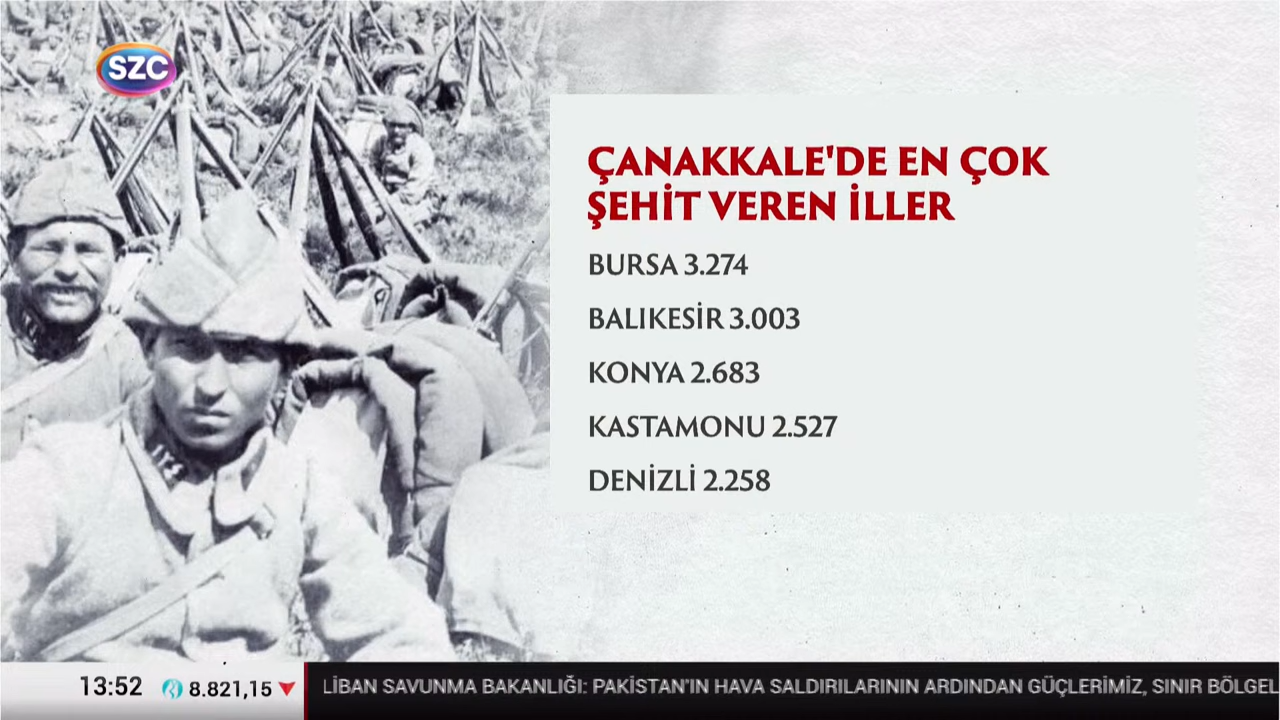 SZC
ÇANAKKALE'DE EN ÇOK
ŞEHİT VEREN İLLER
BURSA 3.274
BALIKESİR 3.003
KONYA 2.683
KASTAMONU 2.527
DENİZLİ 2.258
13:52 8.821,15 LİBAN SAVUNMA BAKANLIĞI: PAKİSTAN'IN HAVA SALDIRILARININ ARDINDAN GÜÇLERİMİZ, SINIR BÖLGEL